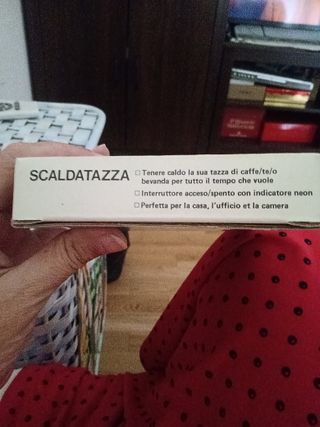 SCALDATAZZA
□ Tenere caldo la sua tazza di caffe/te/o
bevanda per tutto il tempo che vuole
□ Interruttore acceso/spento con indicatore neon
□ Perfetta per la casa, l'ufficio et la camera